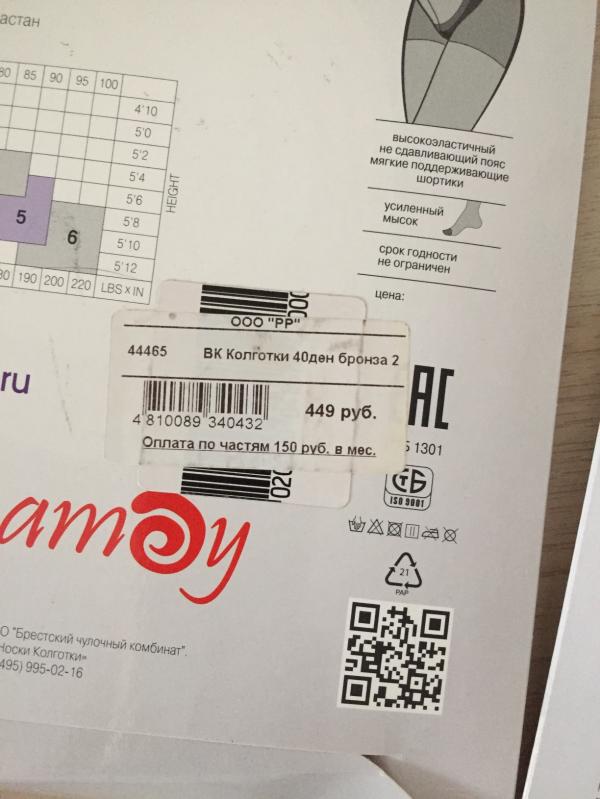 астан
80 85 90 95 100
4'10
5'0
5'2
5'4
5'6
5 5'8
6 5'10
5'12
190 200 220 LBS x IN
HEIGHT
высокоэластичный
не сдавливающий пояс
мягкие поддерживающие
шортики
усиленный
мысок
срок годности
не ограничен
цена:
ООО "РР"
44465 ВК Колготки 40ден бронза 2
4 810089 340432
449 руб.
Оплата по частям 150 руб. в мес.
ru
1301
ISO 9001
21
PAP
О "Брестский чулочный комбинат".
Носки Колготки»
495) 995-02-16